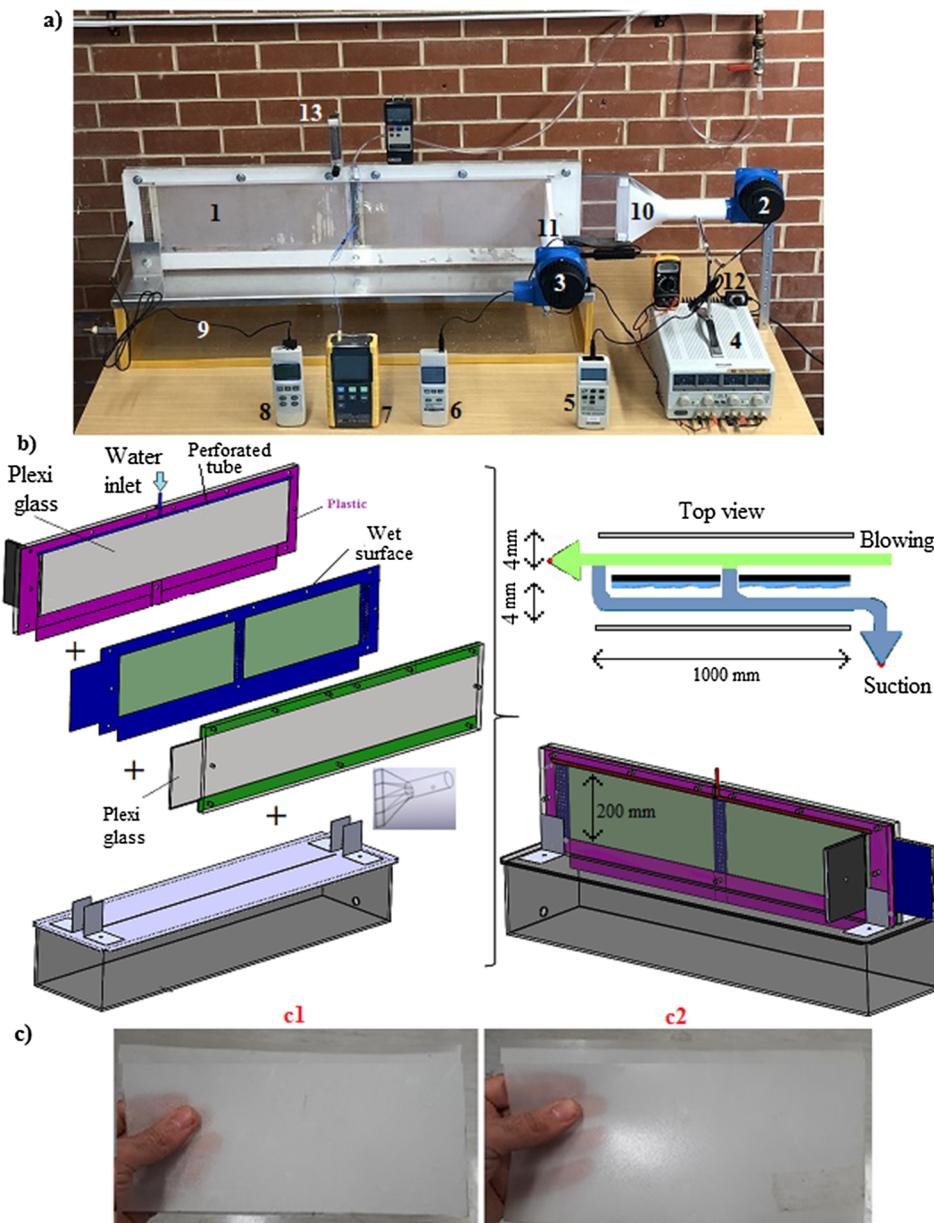 a)
13
1
10
2
11
3
12
4
9
8
7
6
5
b)
Water
inlet
Perforated
tube
Plexi
glass
Plastic
Wet
surface
+
+
Plexi
glass
+
Top view
Blowing
4 mm
4 mm
1000 mm
Suction
200 mm
c)
c1
c2